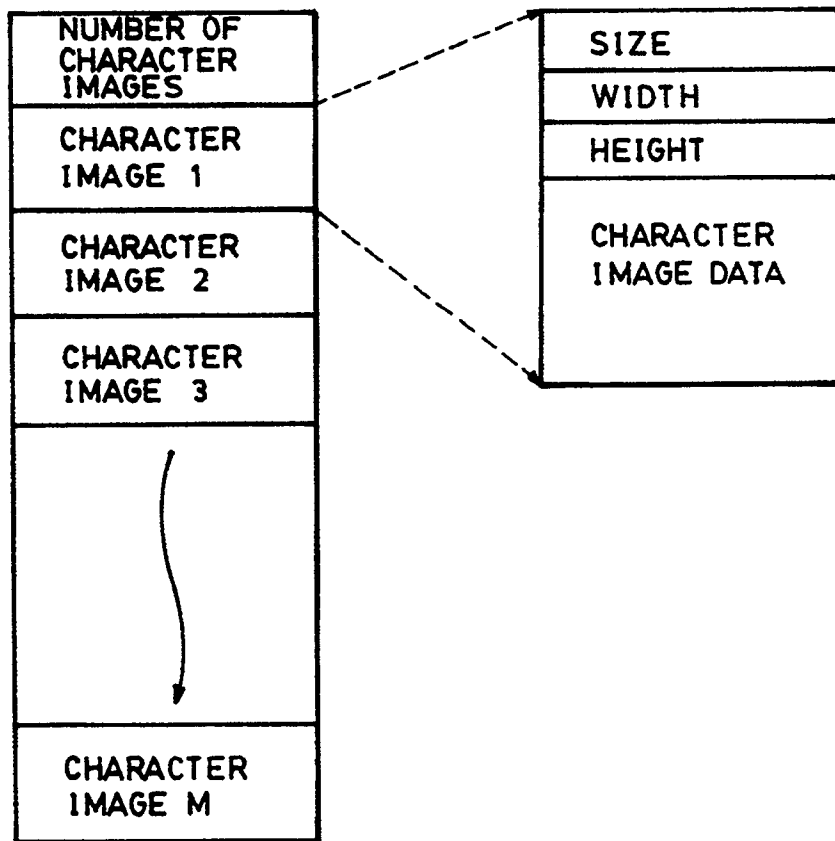 NUMBER OF
CHARACTER
IMAGES
CHARACTER
IMAGE 1
CHARACTER
IMAGE 2
CHARACTER
IMAGE 3
CHARACTER
IMAGE M
SIZE
WIDTH
HEIGHT
CHARACTER
IMAGE DATA